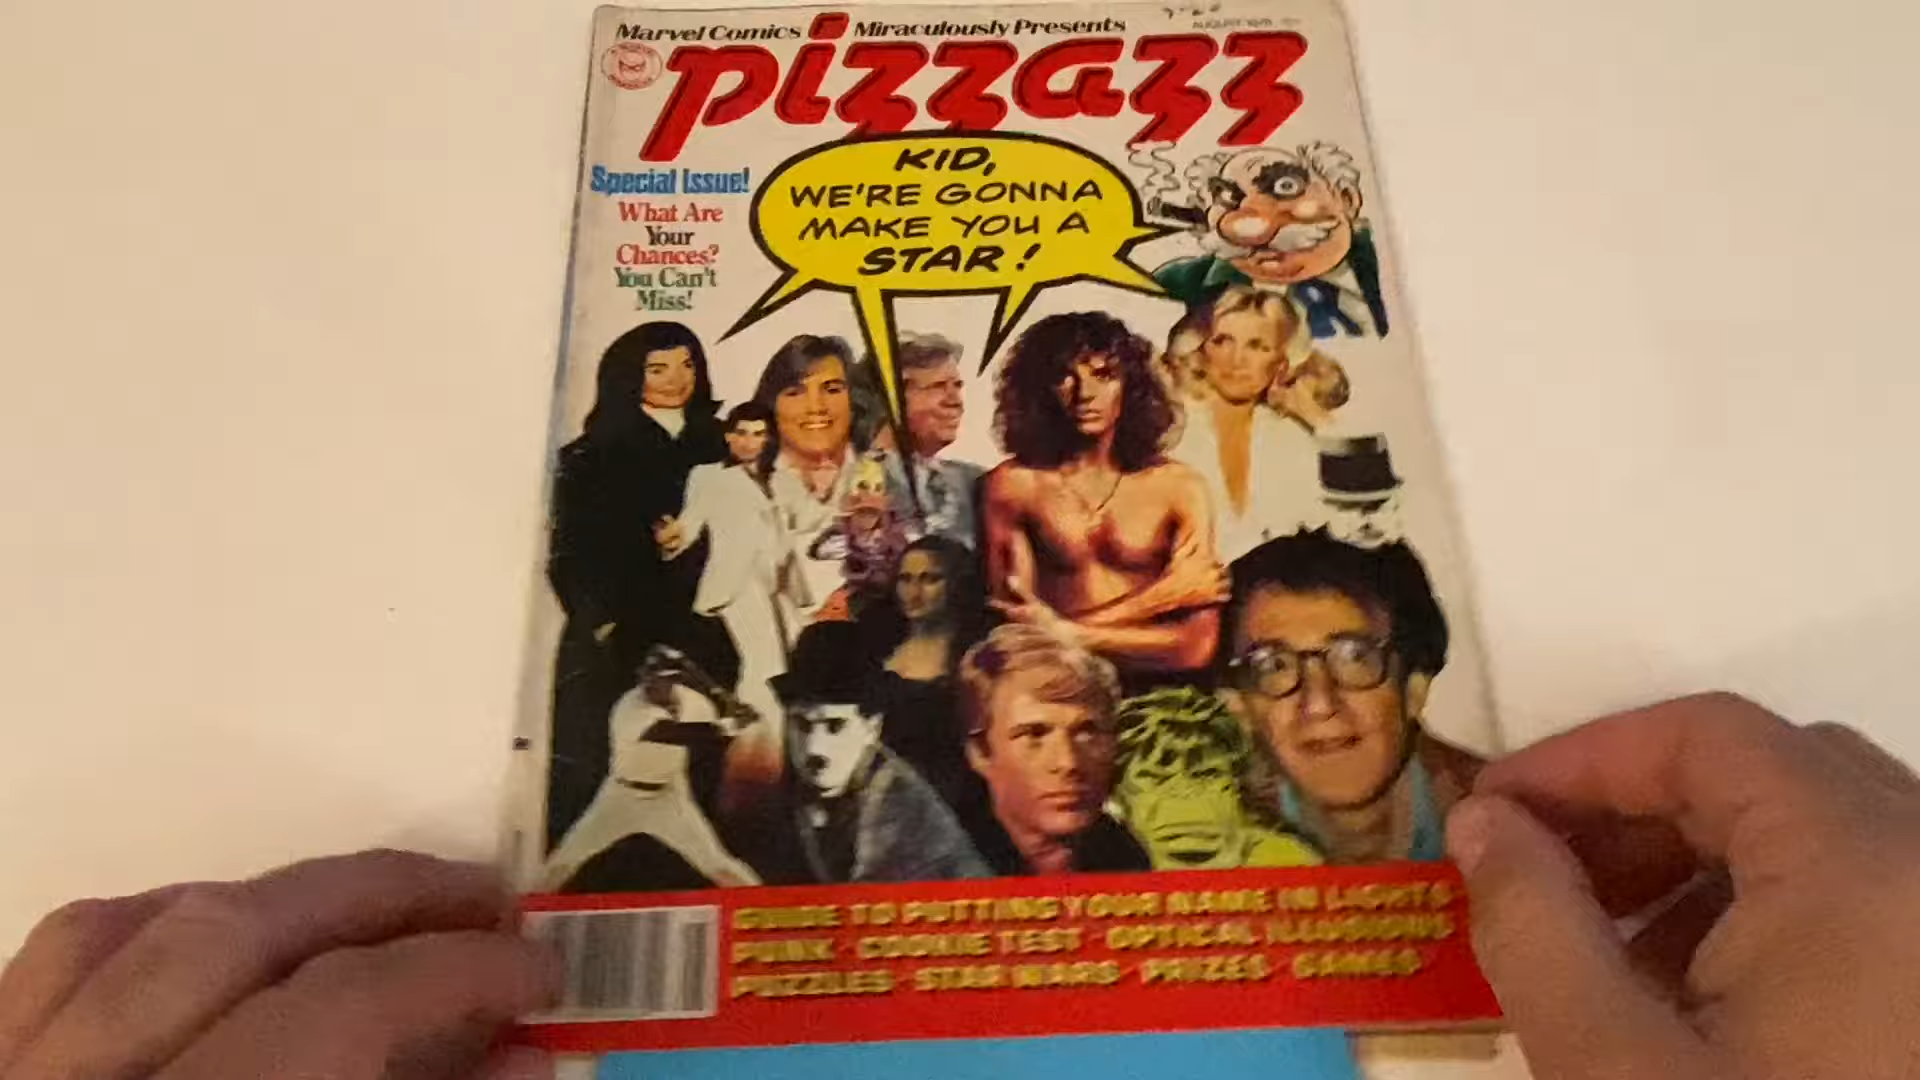 Marvel Comics Miraculously Presents
AUGUST 1978
pizzazz
Special Issue!
What Are
Your
Chances?
You Can't
Miss!
KID,
WE'RE GONNA
MAKE YOU A
STAR!
GUIDE TO PUTTING YOUR NAME IN LIGHTS
PUNK COOKIE TEST OPTICAL ILLUSIONS
PUZZLES STAR WARS PRIZES GAMES